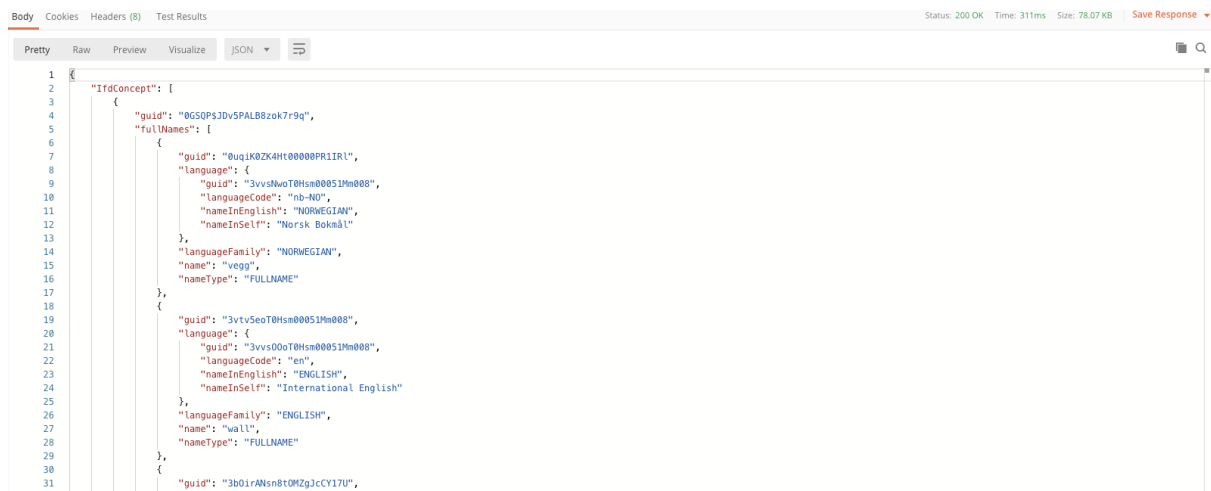 Body Cookies Headers (8) Test Results Status: 200 OK Time: 311ms Size: 78.07 KB Save Response
Pretty Raw Preview Visualize JSON
1 {
2 "IfdConcept": [
3 {
4 "guid": "0GSQP$JDv5PALB8zok7r9q",
5 "fullNames": [
6 {
7 "guid": "0uqiK0ZK4Ht00000PR1IRl",
8 "language": {
9 "guid": "3vvsNwoT0Hsm00051Mm008",
10 "languageCode": "nb-NO",
11 "nameInEnglish": "NORWEGIAN",
12 "nameInSelf": "Norsk Bokmål"
13 },
14 "languageFamily": "NORWEGIAN",
15 "name": "vegg",
16 "nameType": "FULLNAME"
17 },
18 {
19 "guid": "3vtv5eoT0Hsm00051Mm008",
20 "language": {
21 "guid": "3vvsOOoT0Hsm00051Mm008",
22 "languageCode": "en",
23 "nameInEnglish": "ENGLISH",
24 "nameInSelf": "International English"
25 },
26 "languageFamily": "ENGLISH",
27 "name": "wall",
28 "nameType": "FULLNAME"
29 },
30 {
31 "guid": "3bOirANsn8tOMZgJcCY17U",